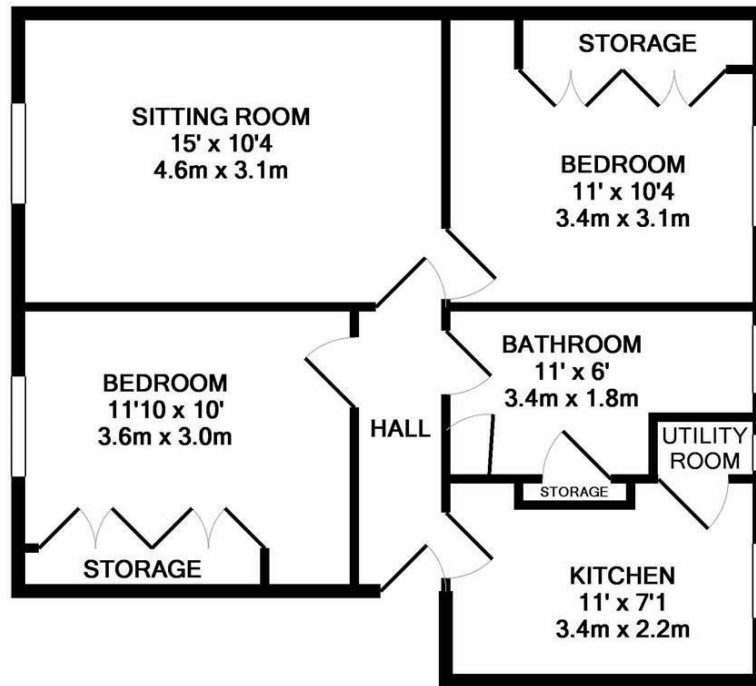 SITTING ROOM
15' x 10'4
4.6m x 3.1m
STORAGE
BEDROOM
11' x 10'4
3.4m x 3.1m
BEDROOM
11'10 x 10'
3.6m x 3.0m
STORAGE
HALL
BATHROOM
11' x 6'
3.4m x 1.8m
UTILITY
ROOM
STORAGE
KITCHEN
11' x 7'1
3.4m x 2.2m